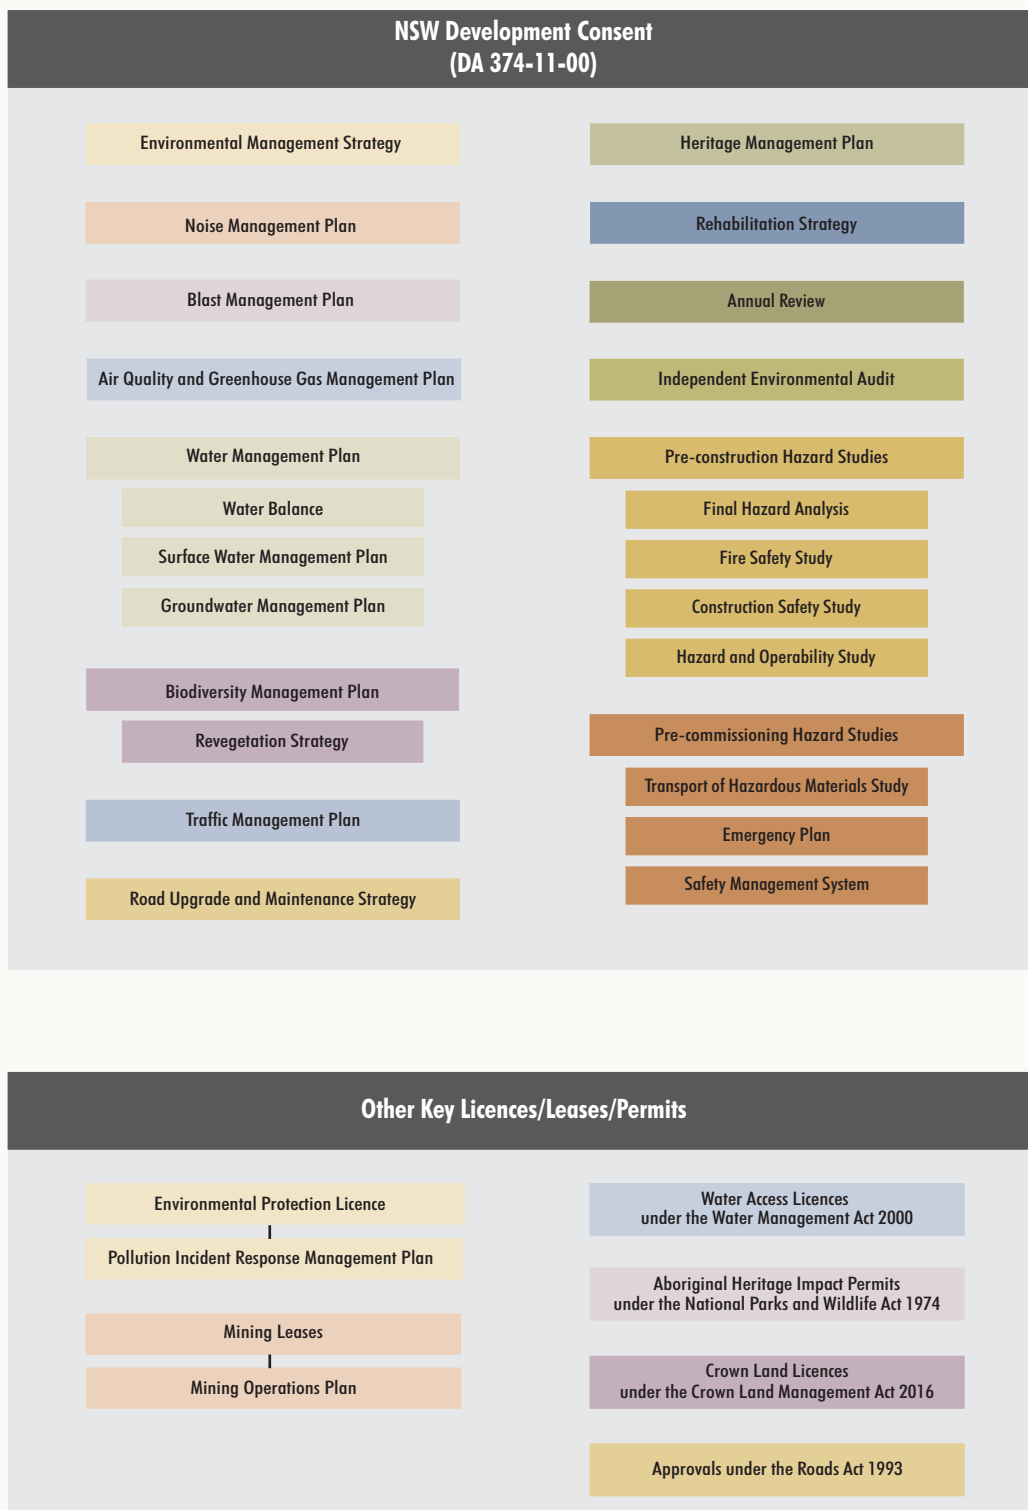 NSW Development Consent
(DA 374-11-00)
Environmental Management Strategy
Noise Management Plan
Blast Management Plan
Air Quality and Greenhouse Gas Management Plan
Water Management Plan
Water Balance
Surface Water Management Plan
Groundwater Management Plan
Biodiversity Management Plan
Revegetation Strategy
Traffic Management Plan
Road Upgrade and Maintenance Strategy
Heritage Management Plan
Rehabilitation Strategy
Annual Review
Independent Environmental Audit
Pre-construction Hazard Studies
Final Hazard Analysis
Fire Safety Study
Construction Safety Study
Hazard and Operability Study
Pre-commissioning Hazard Studies
Transport of Hazardous Materials Study
Emergency Plan
Safety Management System
Other Key Licences/Leases/Permits
Environmental Protection Licence
Pollution Incident Response Management Plan
Mining Leases
Mining Operations Plan
Water Access Licences
under the Water Management Act 2000
Aboriginal Heritage Impact Permits
under the National Parks and Wildlife Act 1974
Crown Land Licences
under the Crown Land Management Act 2016
Approvals under the Roads Act 1993